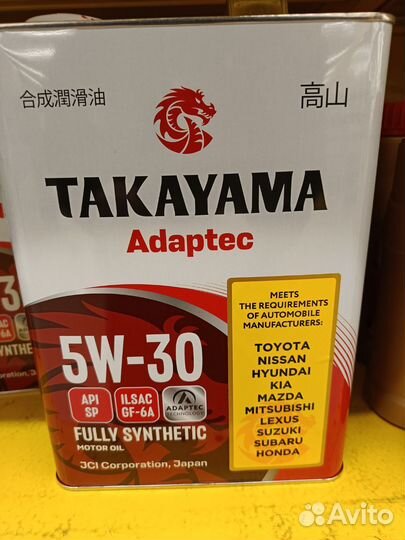 合成潤滑油
高山
TAKAYAMA
Adaptec
MEETS
THE REQUIREMENTS
OF AUTOMOBILE
MANUFACTURERS:
TOYOTA
NISSAN
HYUNDAI
KIA
MAZDA
MITSUBISHI
LEXUS
SUZUKI
SUBARU
HONDA
5W-30
API
SP
ILSAC
GF-6A
ADAPTEC
TECHNOLOGY
FULLY SYNTHETIC
MOTOR OIL
JCI Corporation, Japan
Avito